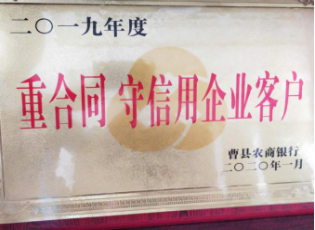 二〇一九年度
重合同 守信用企业客户
曹县农商银行
二〇二〇年一月